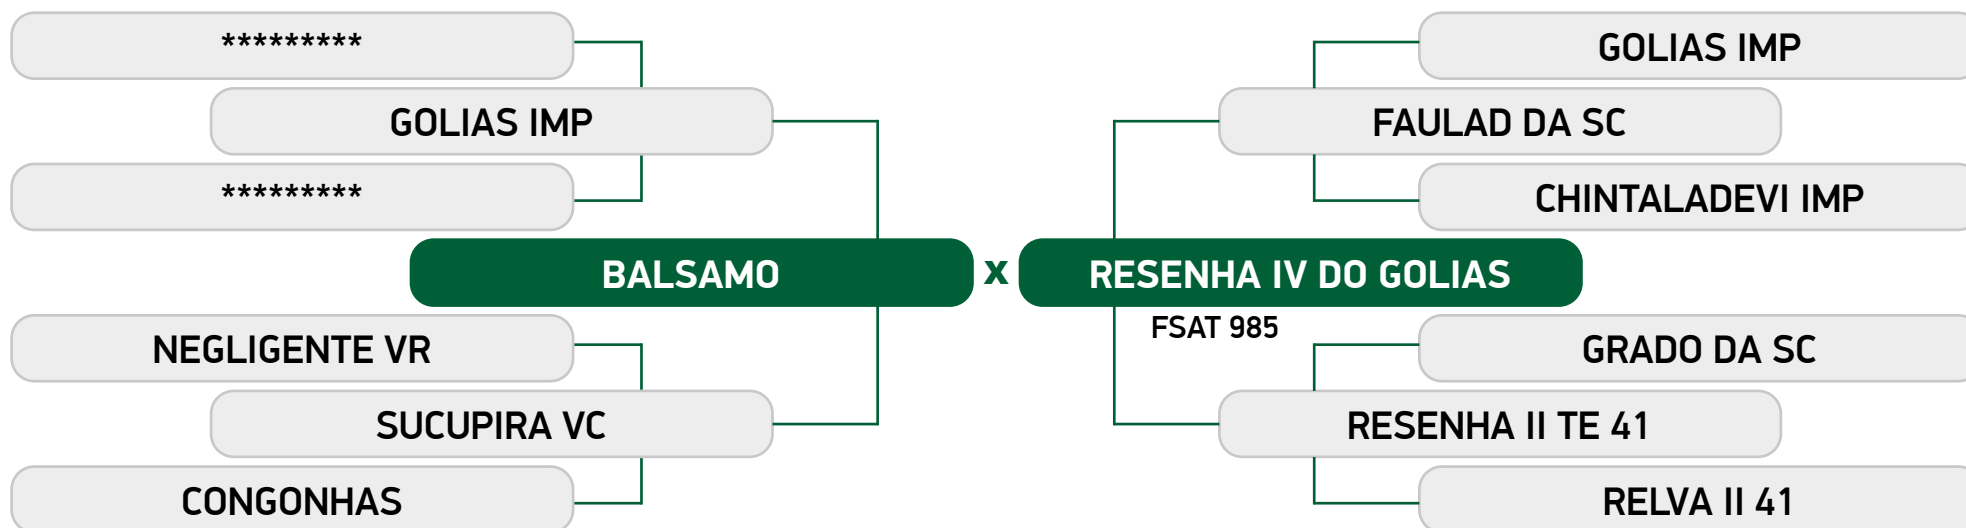 *********
GOLIAS IMP
*********
BALSAMO
NEGLIGENTE VR
SUCUPIRA VC
CONGONHAS
x
GOLIAS IMP
FAULAD DA SC
CHINTALADEVI IMP
RESENHA IV DO GOLIAS
FSAT 985
GRADO DA SC
RESENHA II TE 41
RELVA II 41